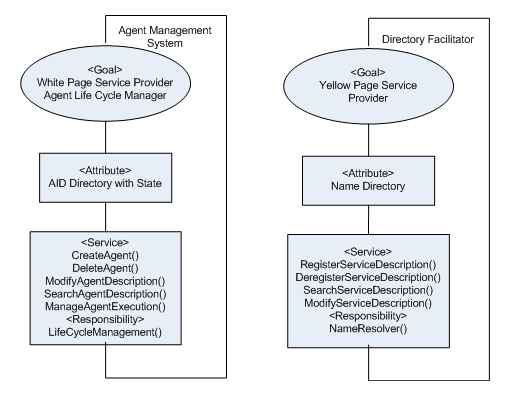 Agent Management
System
<Goal>
White Page Service Provider
Agent Life Cycle Manager
<Attribute>
AID Directory with State
<Service>
CreateAgent()
DeleteAgent()
ModifyAgentDescription()
SearchAgentDescription()
ManageAgentExecution()
<Responsibility>
LifeCycleManagement()
Directory Facilitator
<Goal>
Yellow Page Service
Provider
<Attribute>
Name Directory
<Service>
RegisterServiceDescription()
DeregisterServiceDescription()
SearchServiceDescription()
ModifyServiceDescription()
<Responsibility>
NameResolver()